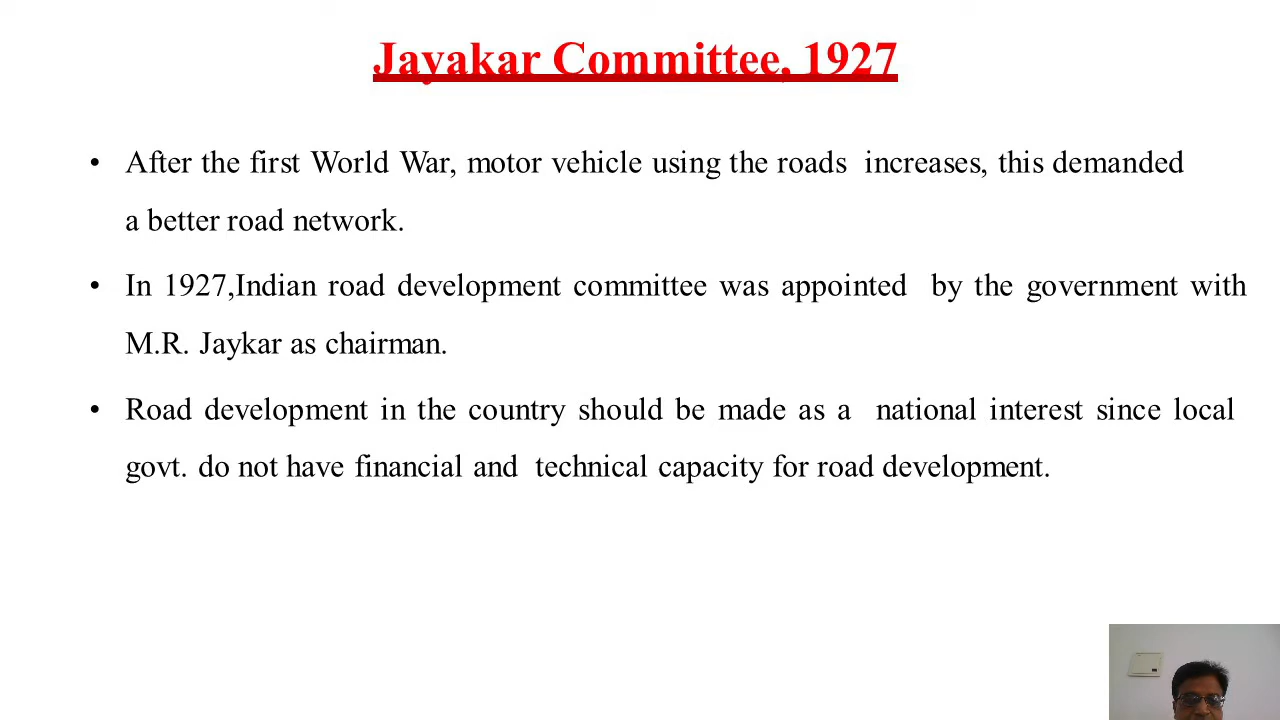 Jayakar Committee, 1927
• After the first World War, motor vehicle using the roads increases, this demanded
a better road network.
• In 1927,Indian road development committee was appointed by the government with
M.R. Jaykar as chairman.
• Road development in the country should be made as a national interest since local
govt. do not have financial and technical capacity for road development.